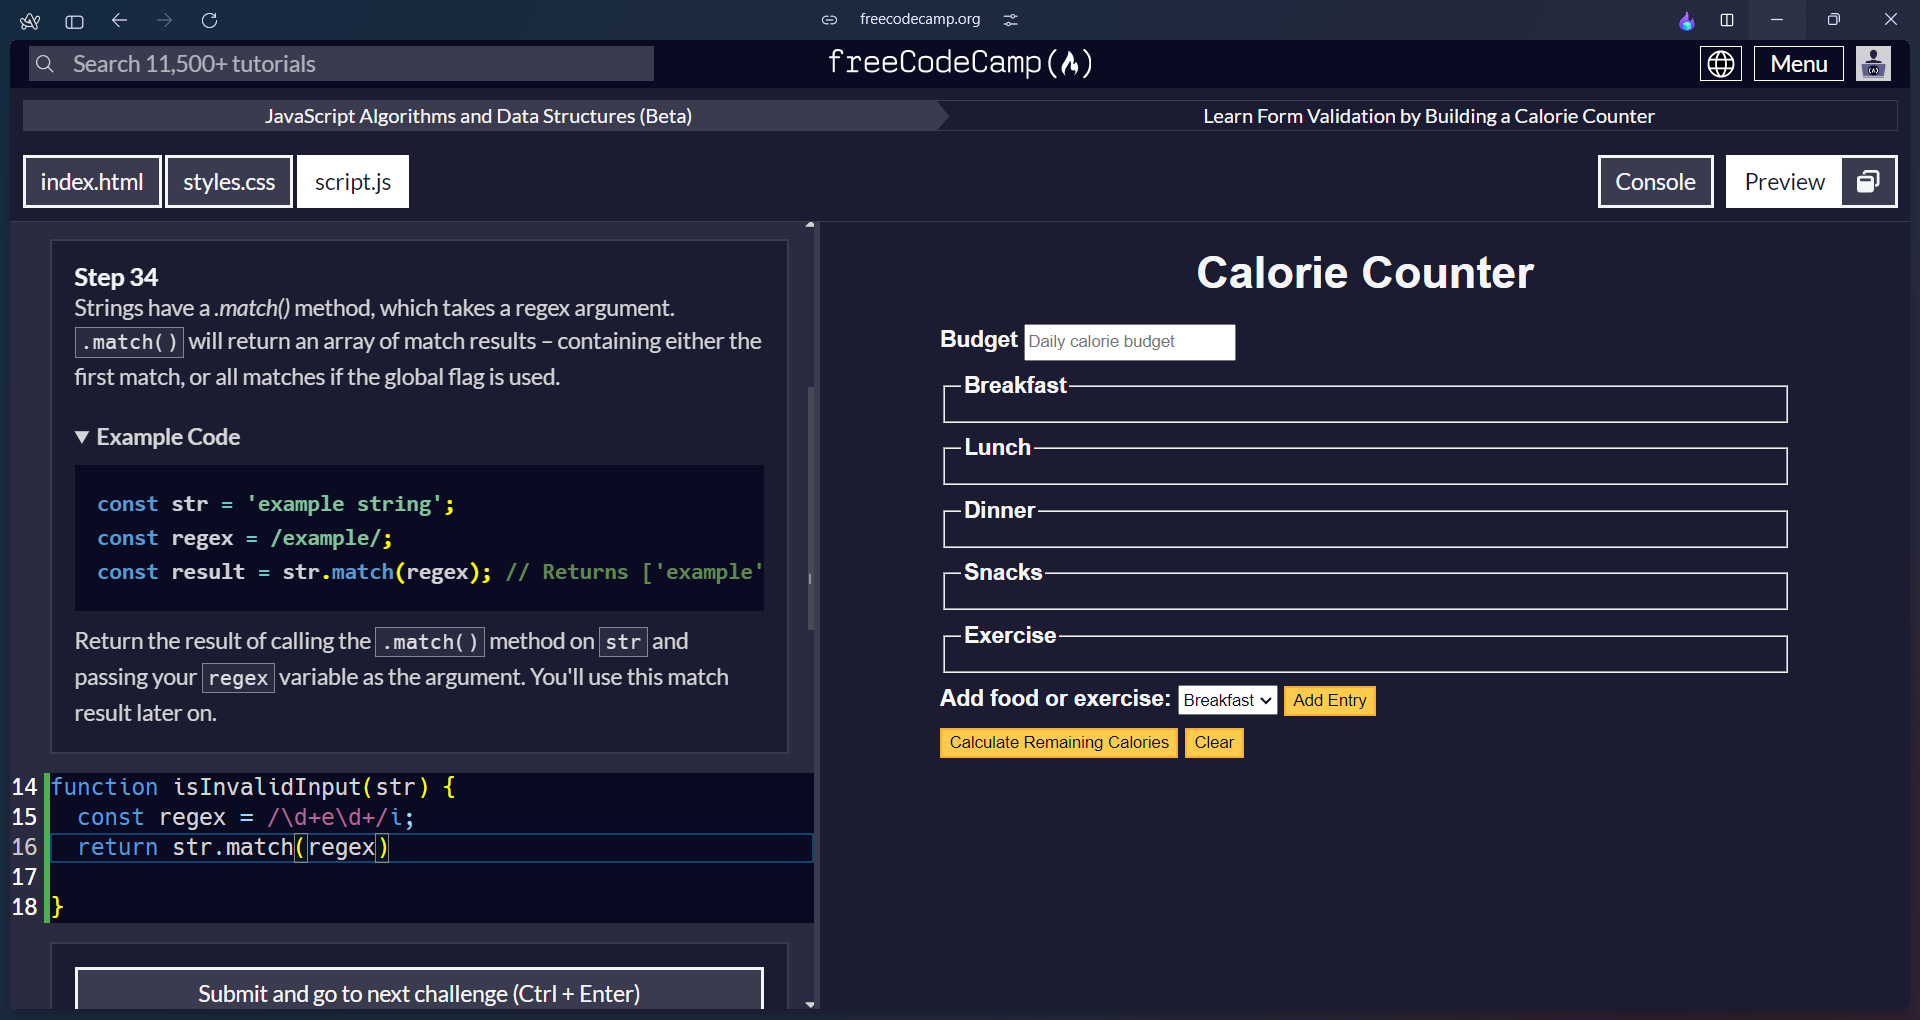 freecodecamp.org
Search 11,500+ tutorials
freeCodeCamp(🔥)
Menu
JavaScript Algorithms and Data Structures (Beta)
Learn Form Validation by Building a Calorie Counter
index.html
styles.css
script.js
Console
Preview
Step 34
Strings have a .match() method, which takes a regex argument.
.match() will return an array of match results – containing either the
first match, or all matches if the global flag is used.
▼ Example Code
const str = 'example string';
const regex = /example/;
const result = str.match(regex); // Returns ['example'
Return the result of calling the .match() method on str and
passing your regex variable as the argument. You'll use this match
result later on.
14 function isInvalidInput(str) {
15 const regex = /\d+e\d+/i;
16 return str.match(regex)
17
18 }
Submit and go to next challenge (Ctrl + Enter)
Calorie Counter
Budget Daily calorie budget
Breakfast
Lunch
Dinner
Snacks
Exercise
Add food or exercise: Breakfast Add Entry
Calculate Remaining Calories Clear